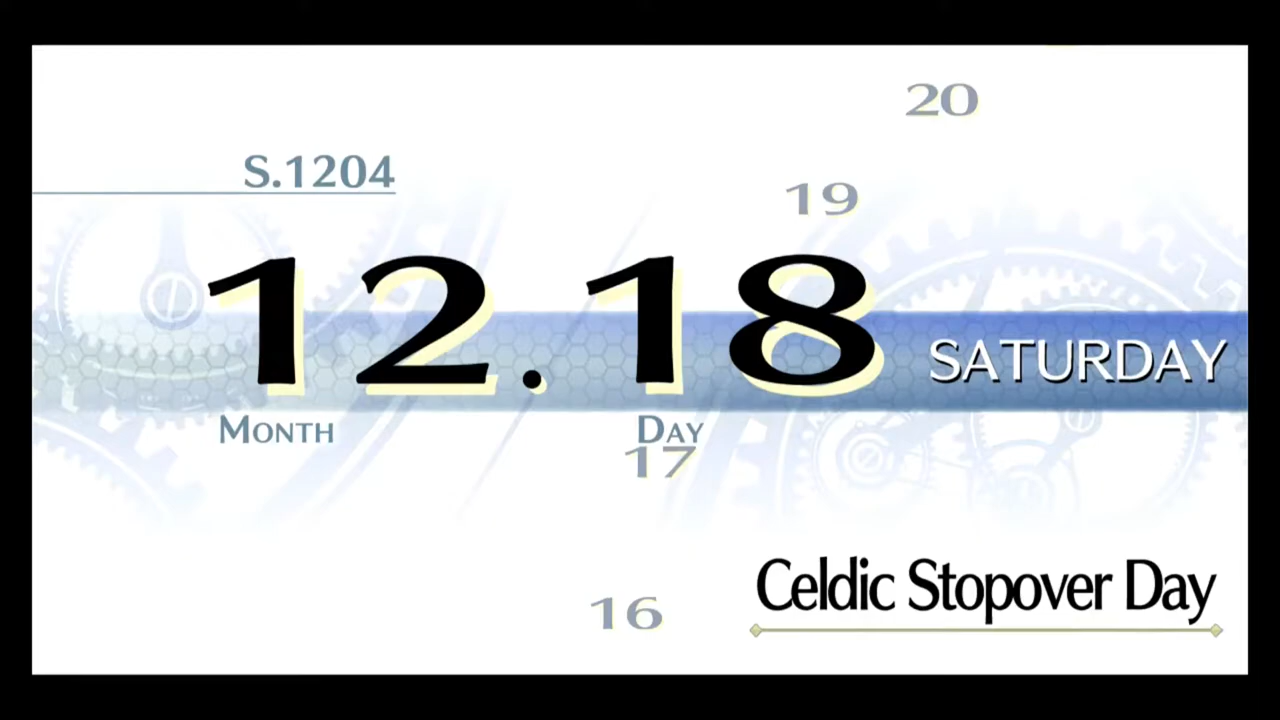 20
S.1204
19
12.18
SATURDAY
MONTH
DAY
17
Celdic Stopover Day
16